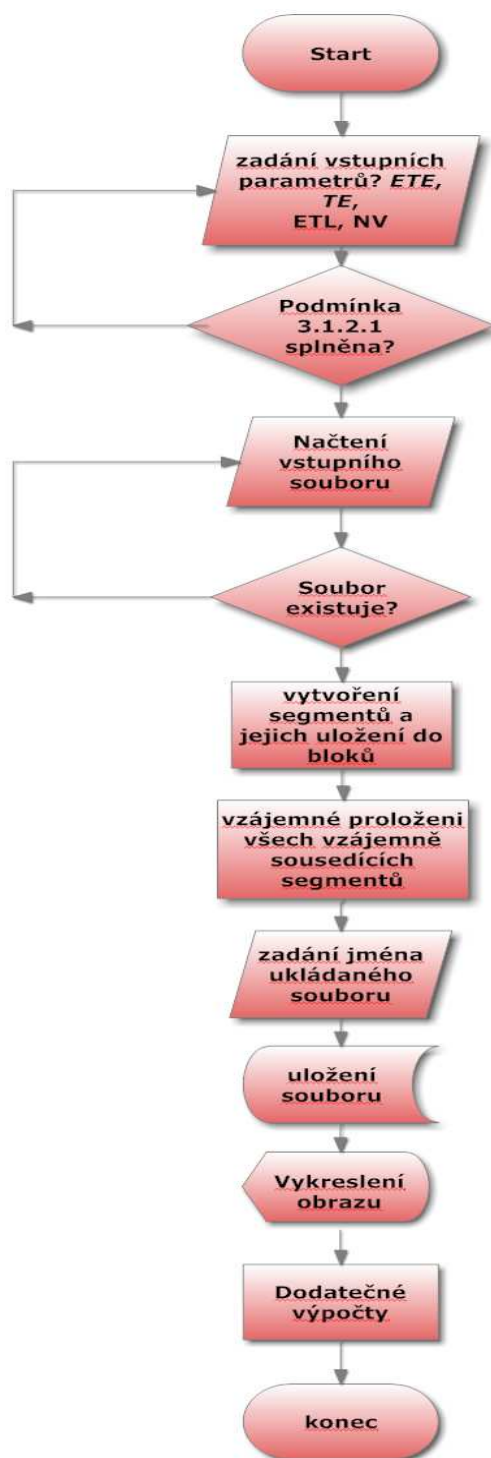 Start
zadání vstupních
parametrů? ETE,
TE,
ETL, NV
Podmínka
3.1.2.1
splněna?
Načtení
vstupního
souboru
Soubor
existuje?
vytvoření
segmentů a
jejich uložení do
bloků
vzájemné proloženi
všech vzájemně
sousedících
segmentů
zadání jména
ukládaného
souboru
uložení
souboru
Vykreslení
obrazu
Dodatečné
výpočty
konec